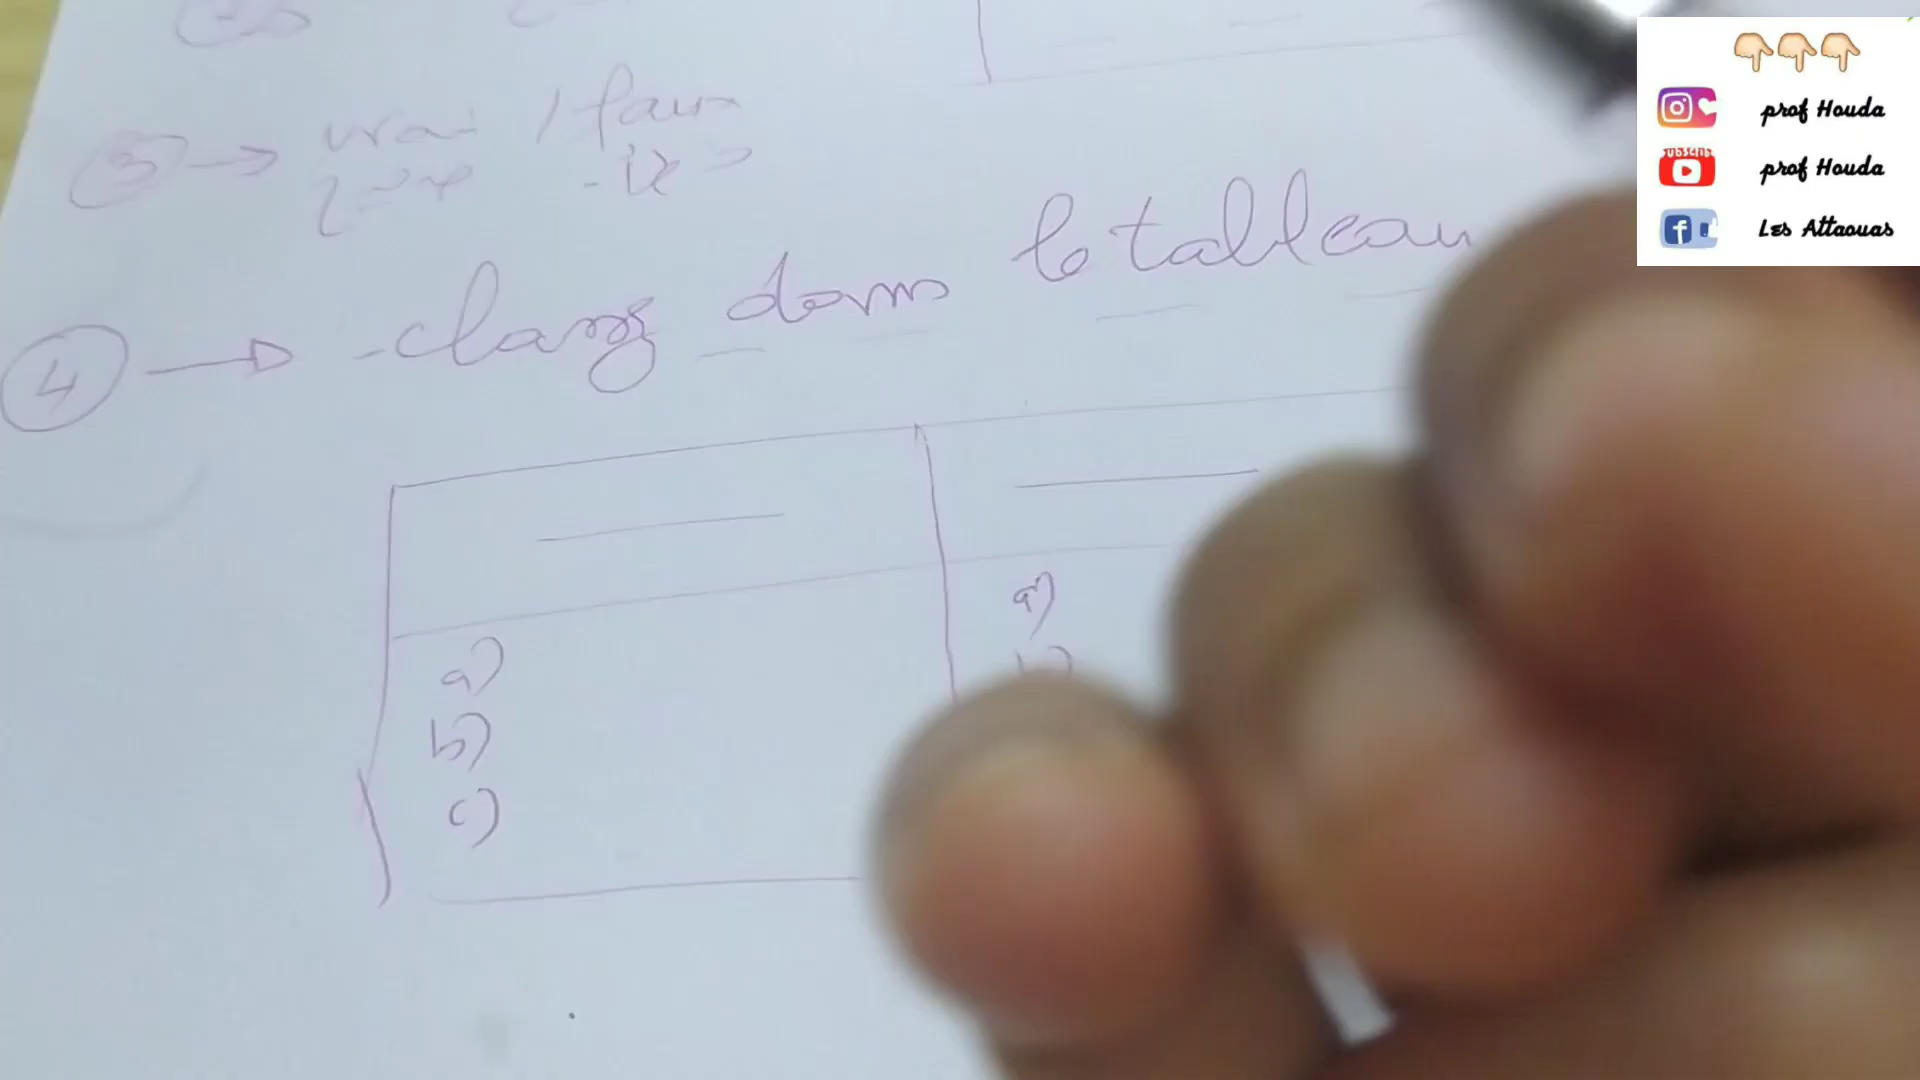 3 → vrai / faux
4 → - classez dans le tableau
a)
b)
c)
a)
b)
prof Houda
prof Houda
Les Attaouas